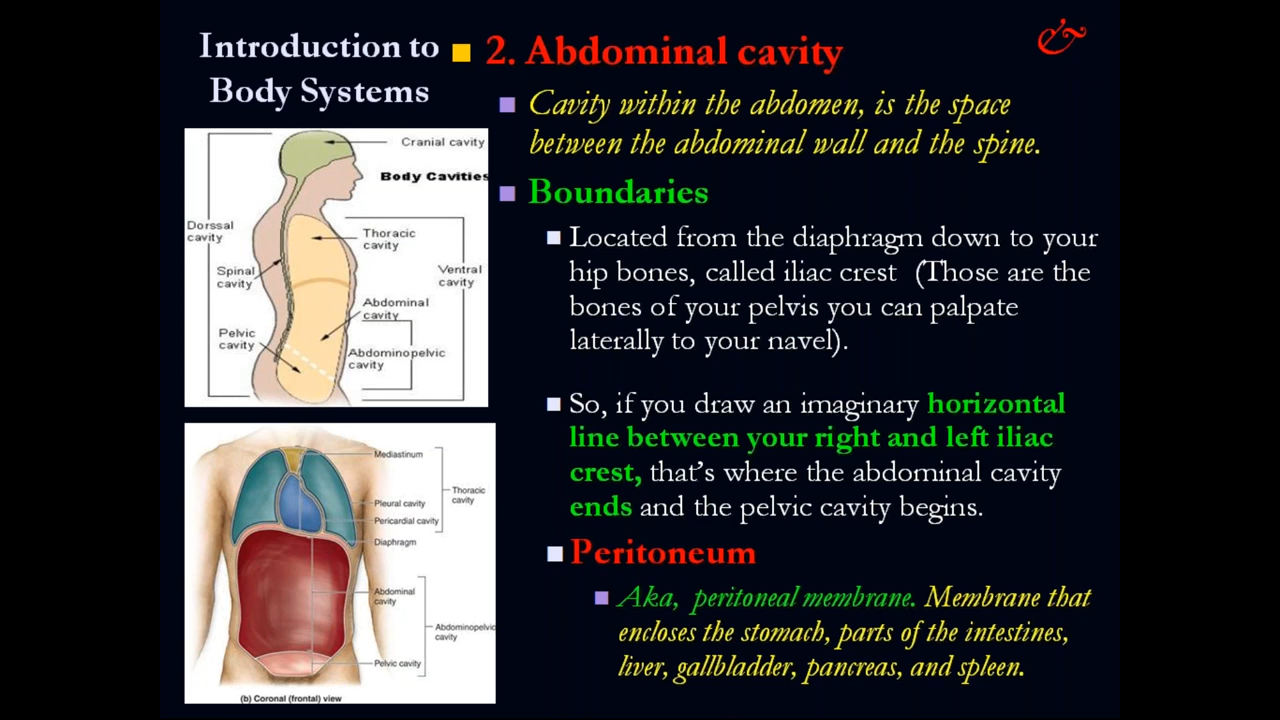 Introduction to
Body Systems
2. Abdominal cavity
Cavity within the abdomen, is the space
between the abdominal wall and the spine.
Boundaries
Located from the diaphragm down to your
hip bones, called iliac crest (Those are the
bones of your pelvis you can palpate
laterally to your navel).
So, if you draw an imaginary horizontal
line between your right and left iliac
crest, that's where the abdominal cavity
ends and the pelvic cavity begins.
Peritoneum
Aka, peritoneal membrane. Membrane that
encloses the stomach, parts of the intestines,
liver, gallbladder, pancreas, and spleen.
Cranial cavity
Body Cavities
Dorssal
cavity
Thoracic
cavity
Spinal
cavity
Ventral
cavity
Abdominal
cavity
Pelvic
cavity
Abdominopelvic
cavity
Mediastinum
Thoracic
cavity
Pleural cavity
Pericardial cavity
Diaphragm
Abdominal
cavity
Abdominopelvic
cavity
Pelvic cavity
(b) Coronal (frontal) view
&